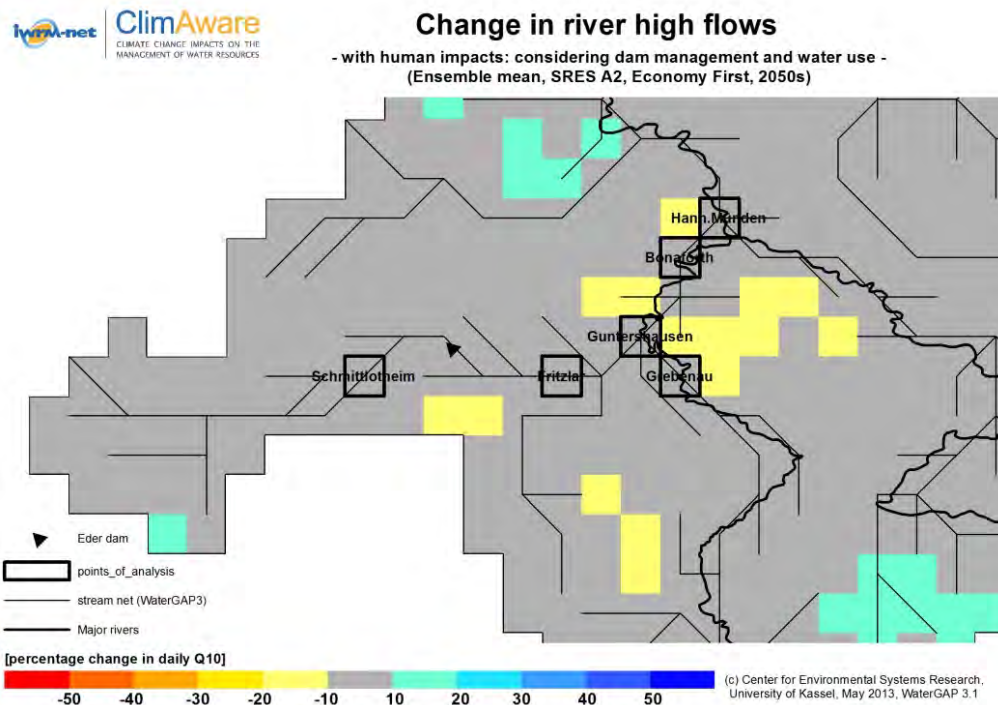 iwrm-net
ClimAware
CLIMATE CHANGE IMPACTS ON THE
MANAGEMENT OF WATER RESOURCES
Change in river high flows
- with human impacts: considering dam management and water use -
(Ensemble mean, SRES A2, Economy First, 2050s)
Hann.Münden
Bonaforth
Guntershausen
Schmittlotheim
Fritzlar
Grebenau
Eder dam
points_of_analysis
stream net (WaterGAP3)
Major rivers
[percentage change in daily Q10]
-50 -40 -30 -20 -10 10 20 30 40 50
(c) Center for Environmental Systems Research,
University of Kassel, May 2013, WaterGAP 3.1